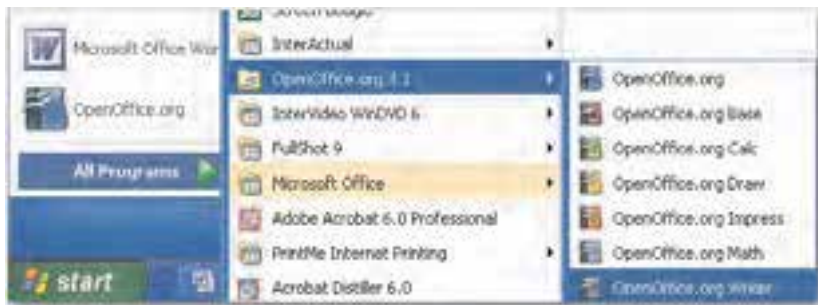 Microsoft Office Wor
OpenOffice.org
All Programs
start
Screen
InterActual
OpenOffice.org 3.1
InterVideo WinDVD 6
FullShot 9
Microsoft Office
Adobe Acrobat 6.0 Professional
PrintMe Internet Printing
Acrobat Distiller 6.0
OpenOffice.org
OpenOffice.org Base
OpenOffice.org Calc
OpenOffice.org Draw
OpenOffice.org Impress
OpenOffice.org Math
OpenOffice.org Writer